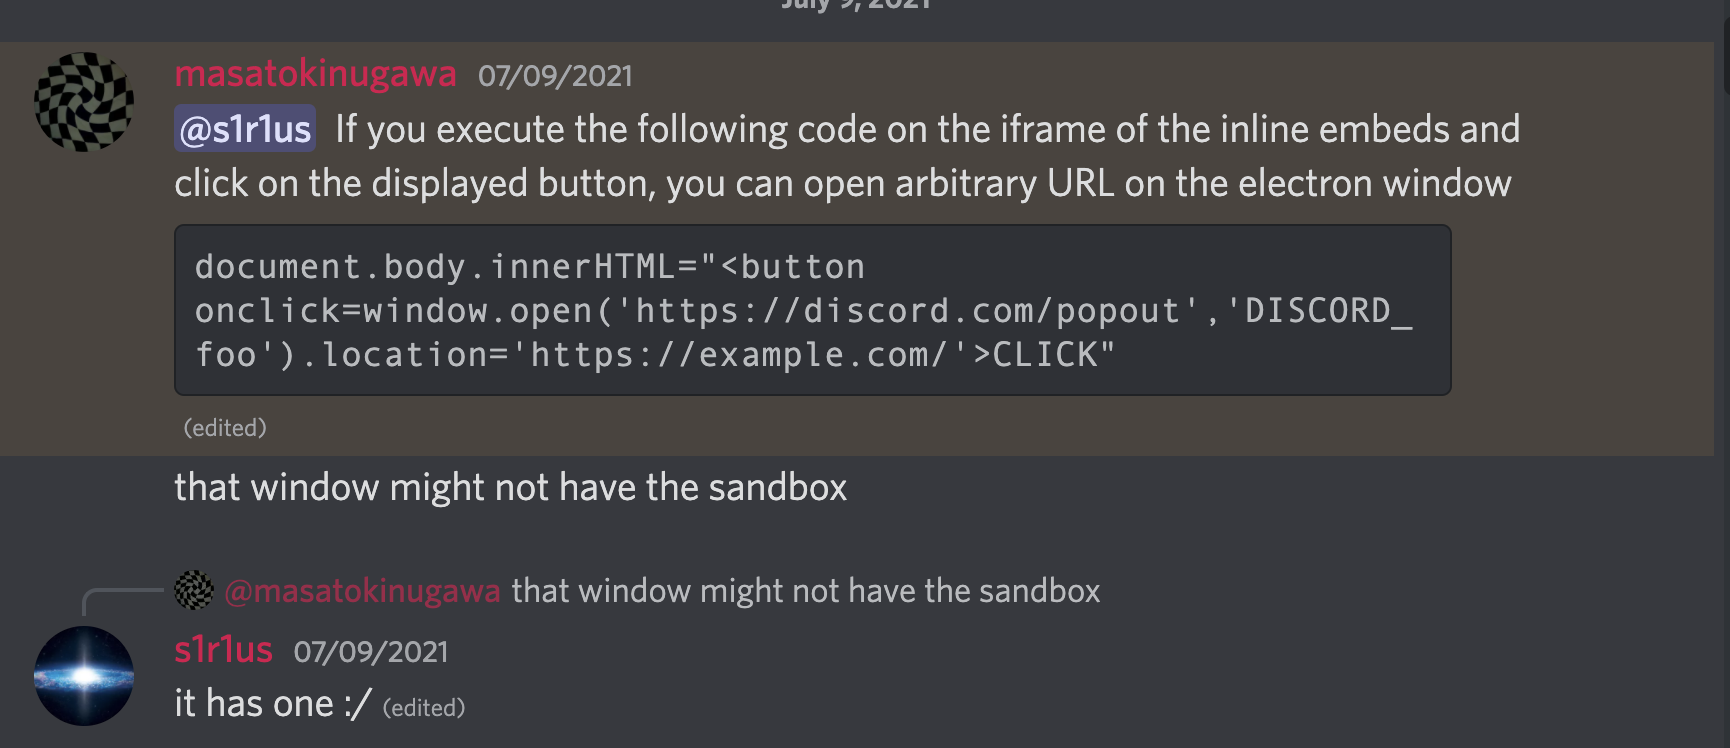 July 9, 2021
masatokinugawa 07/09/2021
@s1r1us If you execute the following code on the iframe of the inline embeds and
click on the displayed button, you can open arbitrary URL on the electron window
document.body.innerHTML="<button
onclick=window.open('https://discord.com/popout','DISCORD_
foo').location='https://example.com/'>CLICK"
(edited)
that window might not have the sandbox
@masatokinugawa that window might not have the sandbox
s1r1us 07/09/2021
it has one :/ (edited)